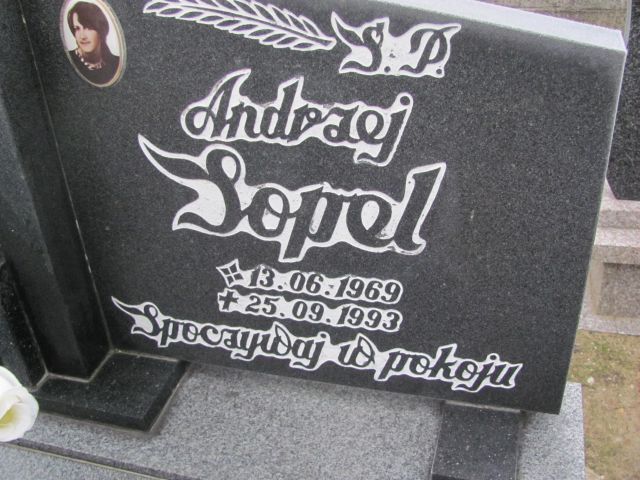 Ś. P.
Andrzej
Sopel
13.06.1969
✝ 25.09.1993
Spoczywaj w pokoju